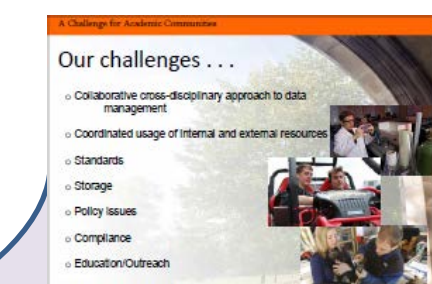 A Challenge for Academic Communities
Our challenges . . .
o Collaborative cross-disciplinary approach to data
management
o Coordinated usage of internal and external resources
o Standards
o Storage
o Policy Issues
o Compliance
o Education/Outreach